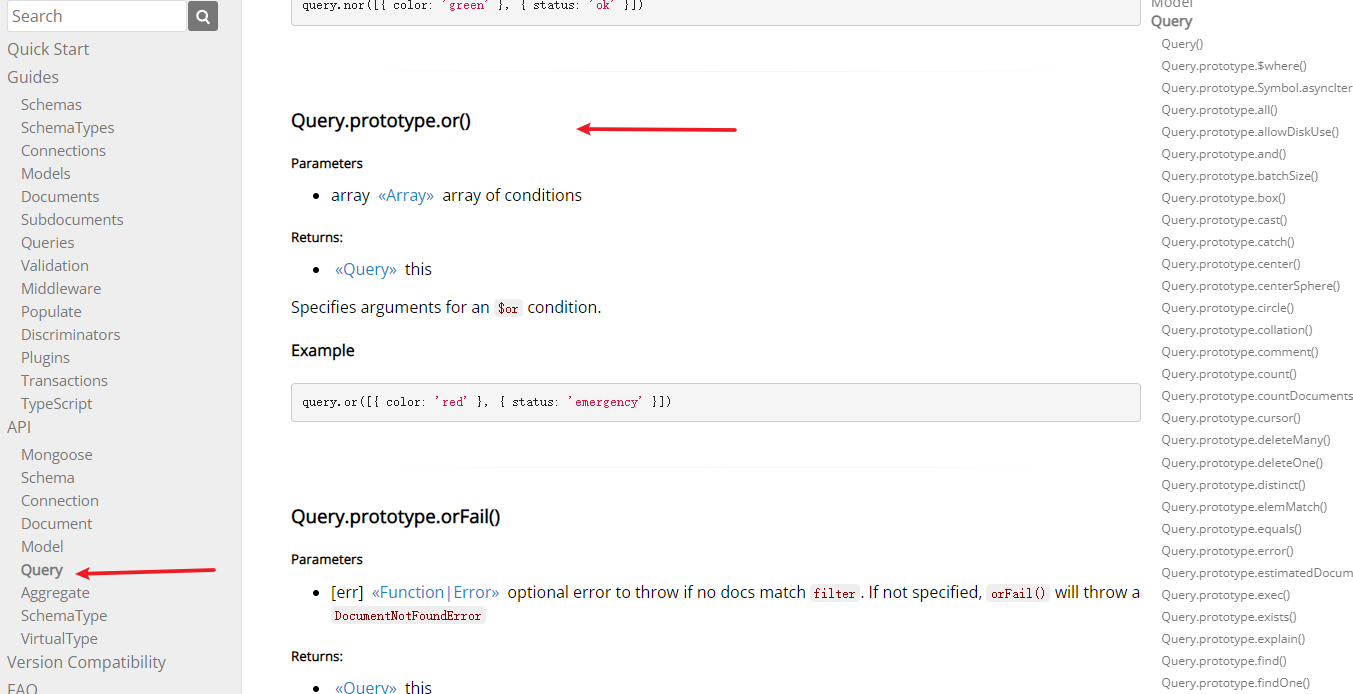 Search
Quick Start
Guides
Schemas
SchemaTypes
Connections
Models
Documents
Subdocuments
Queries
Validation
Middleware
Populate
Discriminators
Plugins
Transactions
TypeScript
API
Mongoose
Schema
Connection
Document
Model
Query
Aggregate
SchemaType
VirtualType
Version Compatibility
FAQ
query.nor([{ color: 'green' }, { status: 'ok' }])
Query.prototype.or()
Parameters
• array «Array» array of conditions
Returns:
• «Query» this
Specifies arguments for an $or condition.
Example
query.or([{ color: 'red' }, { status: 'emergency' }])
Query.prototype.orFail()
Parameters
• [err] «Function|Error» optional error to throw if no docs match filter. If not specified, orFail() will throw a
DocumentNotFoundError
Returns:
• «Query» this
Model
Query
Query()
Query.prototype.$where()
Query.prototype.Symbol.asyncIter
Query.prototype.all()
Query.prototype.allowDiskUse()
Query.prototype.and()
Query.prototype.batchSize()
Query.prototype.box()
Query.prototype.cast()
Query.prototype.catch()
Query.prototype.center()
Query.prototype.centerSphere()
Query.prototype.circle()
Query.prototype.collation()
Query.prototype.comment()
Query.prototype.count()
Query.prototype.countDocuments
Query.prototype.cursor()
Query.prototype.deleteMany()
Query.prototype.deleteOne()
Query.prototype.distinct()
Query.prototype.elemMatch()
Query.prototype.equals()
Query.prototype.error()
Query.prototype.estimatedDocum
Query.prototype.exec()
Query.prototype.exists()
Query.prototype.explain()
Query.prototype.find()
Query.prototype.findOne()